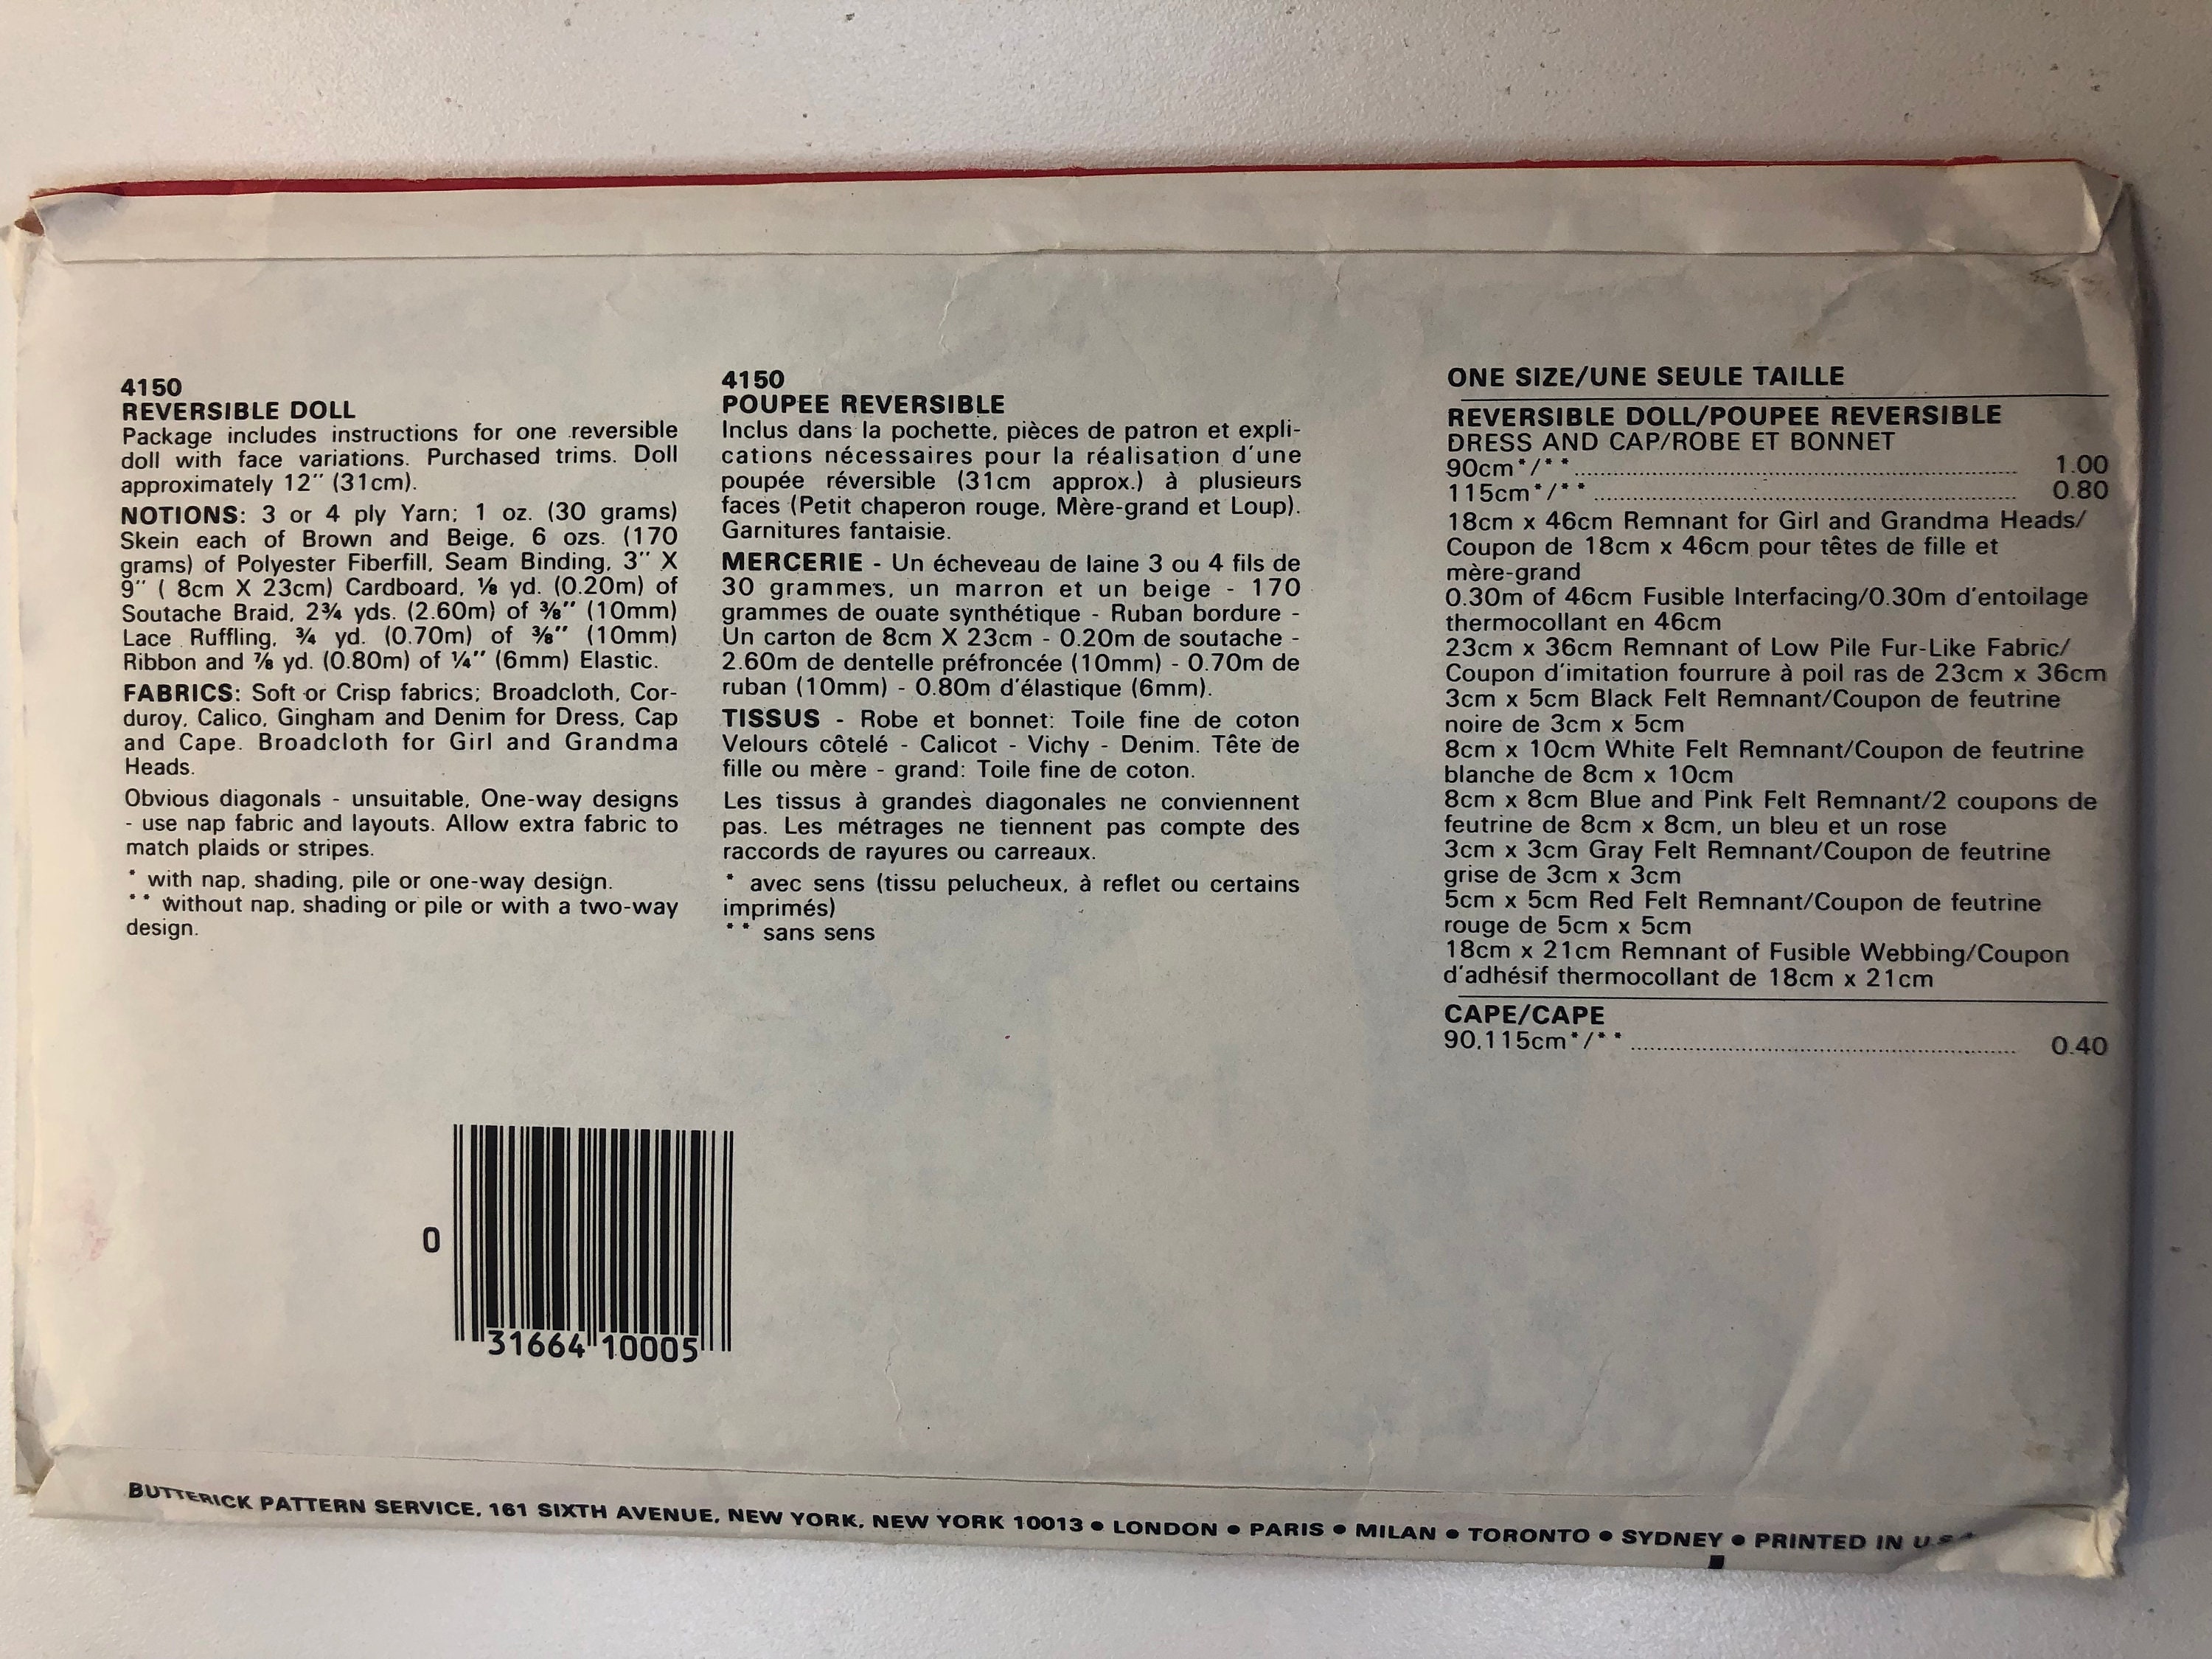 4150
REVERSIBLE DOLL
Package includes instructions for one reversible
doll with face variations. Purchased trims. Doll
approximately 12" (31cm).
NOTIONS: 3 or 4 ply Yarn; 1 oz. (30 grams)
Skein each of Brown and Beige, 6 ozs. (170
grams) of Polyester Fiberfill, Seam Binding, 3" X
9" ( 8cm X 23cm) Cardboard, ⅛ yd. (0.20m) of
Soutache Braid, 2¾ yds. (2.60m) of ⅜" (10mm)
Lace Ruffling, ¾ yd. (0.70m) of ⅜" (10mm)
Ribbon and ⅞ yd. (0.80m) of ¼" (6mm) Elastic.
FABRICS: Soft or Crisp fabrics; Broadcloth, Cor-
duroy, Calico, Gingham and Denim for Dress, Cap
and Cape. Broadcloth for Girl and Grandma
Heads.
Obvious diagonals - unsuitable, One-way designs
- use nap fabric and layouts. Allow extra fabric to
match plaids or stripes.
* with nap, shading, pile or one-way design.
** without nap, shading or pile or with a two-way
design.
4150
POUPEE REVERSIBLE
Inclus dans la pochette, pièces de patron et expli-
cations nécessaires pour la réalisation d'une
poupée réversible (31cm approx.) à plusieurs
faces (Petit chaperon rouge, Mère-grand et Loup).
Garnitures fantaisie.
MERCERIE - Un écheveau de laine 3 ou 4 fils de
30 grammes, un marron et un beige - 170
grammes de ouate synthétique - Ruban bordure -
Un carton de 8cm X 23cm - 0.20m de soutache -
2.60m de dentelle préfroncée (10mm) - 0.70m de
ruban (10mm) - 0.80m d'élastique (6mm).
TISSUS - Robe et bonnet: Toile fine de coton
Velours côtelé - Calicot - Vichy - Denim. Tête de
fille ou mère - grand: Toile fine de coton.
Les tissus à grandes diagonales ne conviennent
pas. Les métrages ne tiennent pas compte des
raccords de rayures ou carreaux.
* avec sens (tissu pelucheux, à reflet ou certains
imprimés)
** sans sens
ONE SIZE/UNE SEULE TAILLE
REVERSIBLE DOLL/POUPEE REVERSIBLE
DRESS AND CAP/ROBE ET BONNET
90cm*/** 1.00
115cm*/** 0.80
18cm x 46cm Remnant for Girl and Grandma Heads/
Coupon de 18cm x 46cm pour têtes de fille et
mère-grand
0.30m of 46cm Fusible Interfacing/0.30m d'entoilage
thermocollant en 46cm
23cm x 36cm Remnant of Low Pile Fur-Like Fabric/
Coupon d'imitation fourrure à poil ras de 23cm x 36cm
3cm x 5cm Black Felt Remnant/Coupon de feutrine
noire de 3cm x 5cm
8cm x 10cm White Felt Remnant/Coupon de feutrine
blanche de 8cm x 10cm
8cm x 8cm Blue and Pink Felt Remnant/2 coupons de
feutrine de 8cm x 8cm, un bleu et un rose
3cm x 3cm Gray Felt Remnant/Coupon de feutrine
grise de 3cm x 3cm
5cm x 5cm Red Felt Remnant/Coupon de feutrine
rouge de 5cm x 5cm
18cm x 21cm Remnant of Fusible Webbing/Coupon
d'adhésif thermocollant de 18cm x 21cm
CAPE/CAPE
90,115cm*/** 0.40
0 31664 10005
BUTTERICK PATTERN SERVICE, 161 SIXTH AVENUE, NEW YORK, NEW YORK 10013 • LONDON • PARIS • MILAN • TORONTO • SYDNEY • PRINTED IN U.S.A.